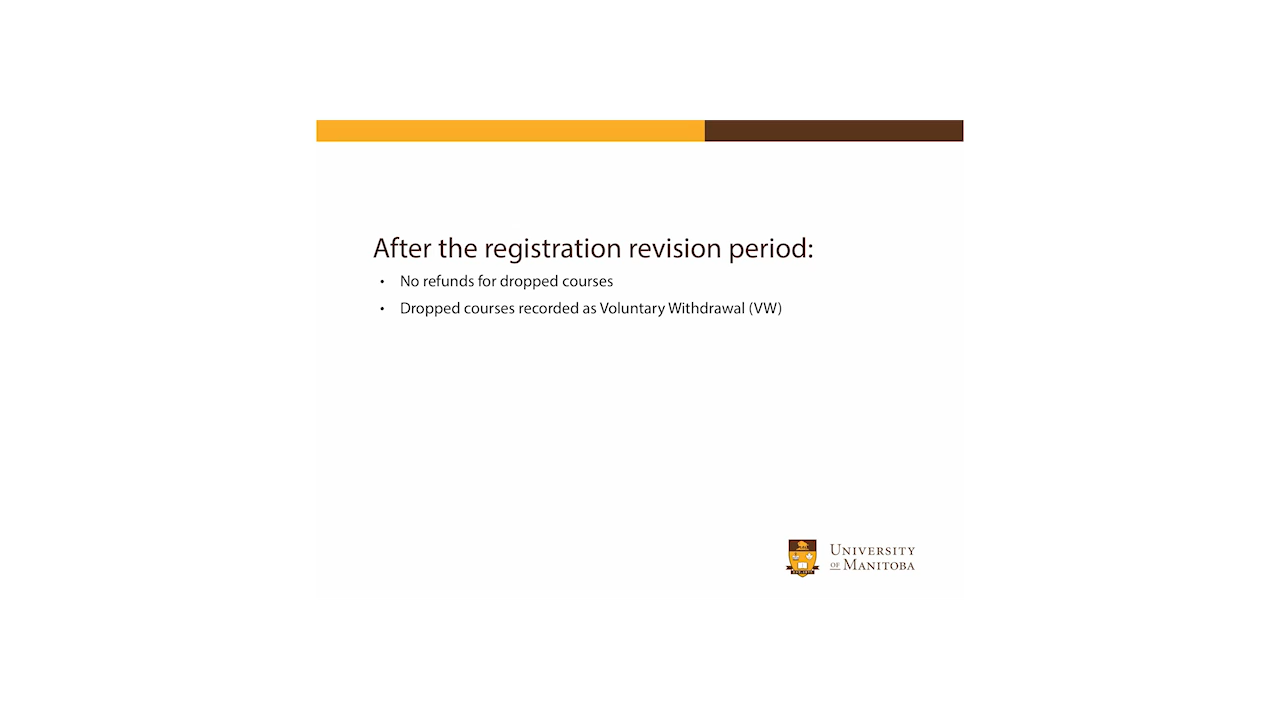 After the registration revision period:
• No refunds for dropped courses
• Dropped courses recorded as Voluntary Withdrawal (VW)
UNIVERSITY
OF MANITOBA